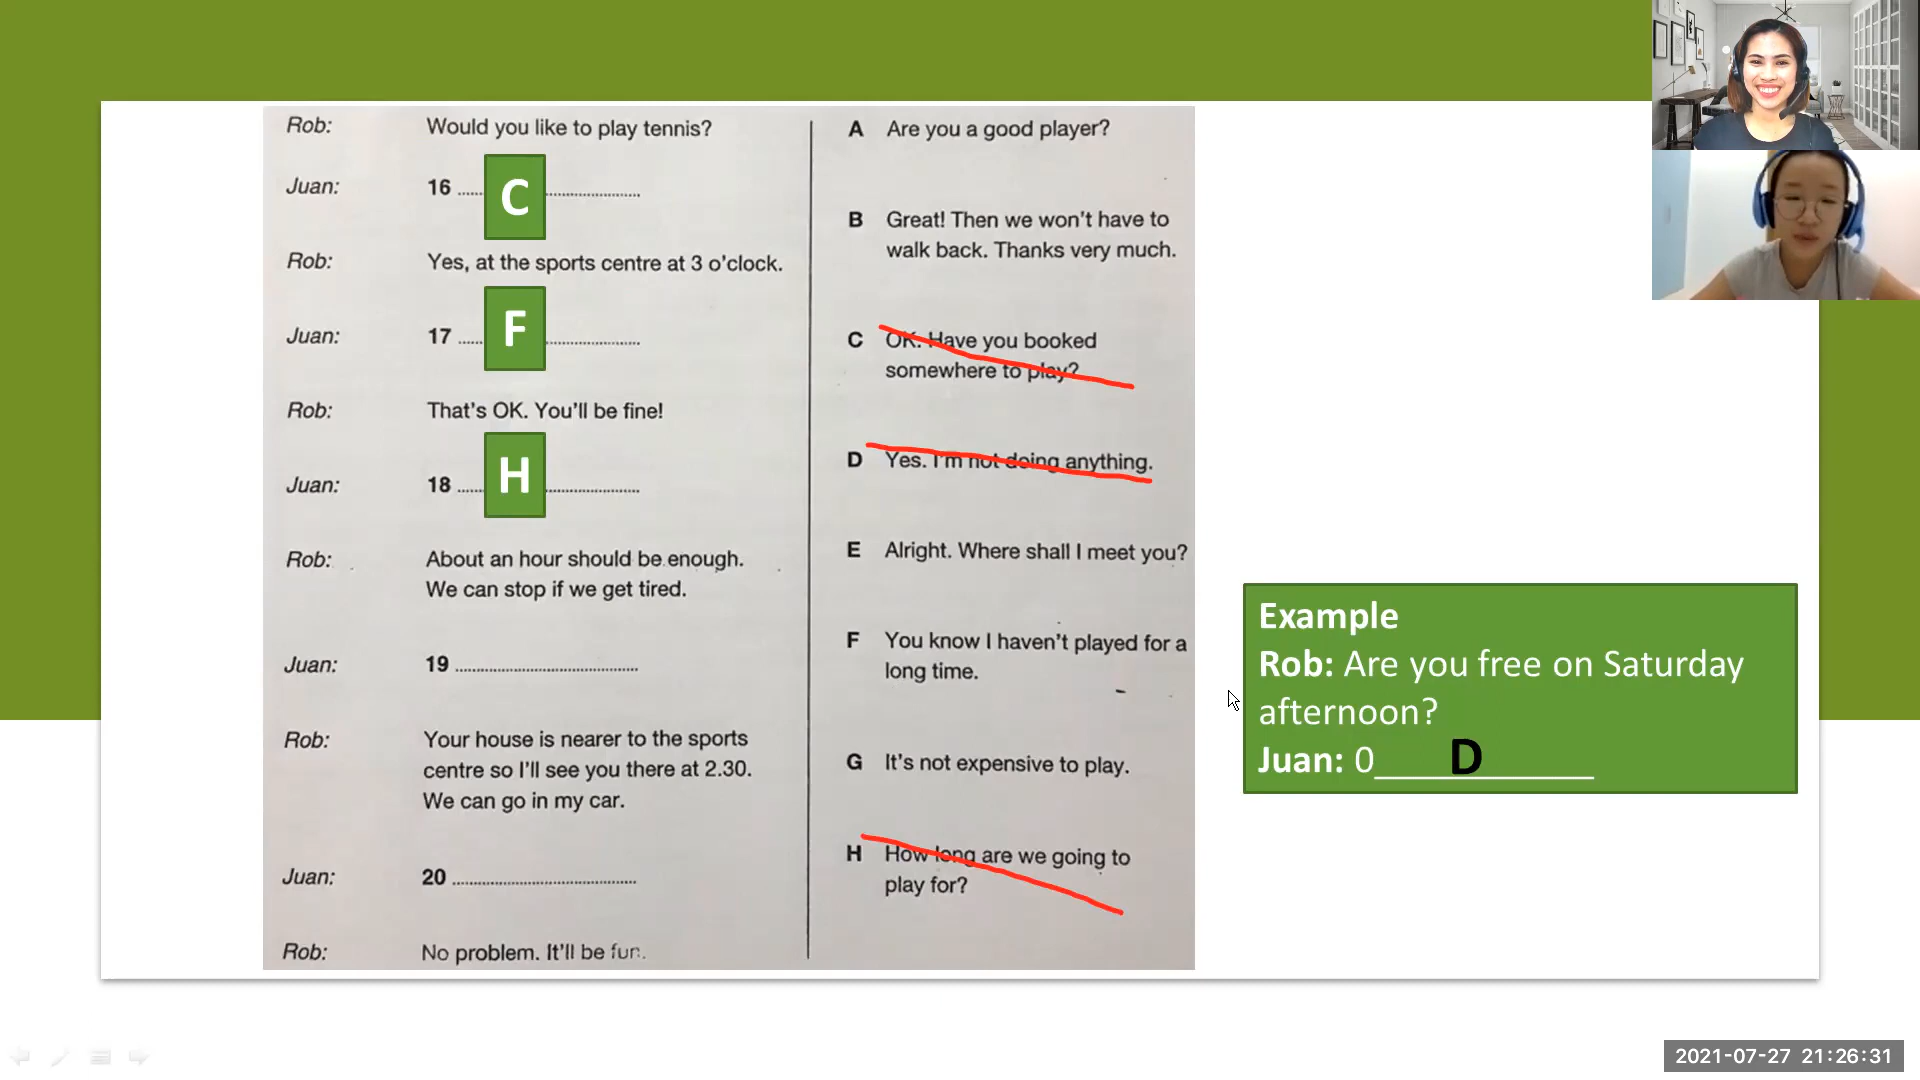 Rob: Would you like to play tennis?
Juan: 16 ...... C ....................
Rob: Yes, at the sports centre at 3 o'clock.
Juan: 17 ...... F ....................
Rob: That's OK. You'll be fine!
Juan: 18 ...... H ....................
Rob: About an hour should be enough.
We can stop if we get tired.
Juan: 19 ........................................
Rob: Your house is nearer to the sports
centre so I'll see you there at 2.30.
We can go in my car.
Juan: 20 ........................................
Rob: No problem. It'll be fun.
A Are you a good player?
B Great! Then we won't have to
walk back. Thanks very much.
C OK. Have you booked
somewhere to play?
D Yes. I'm not doing anything.
E Alright. Where shall I meet you?
F You know I haven't played for a
long time.
G It's not expensive to play.
H How long are we going to
play for?
Example
Rob: Are you free on Saturday
afternoon?
Juan: 0____D____
2021-07-27 21:26:31